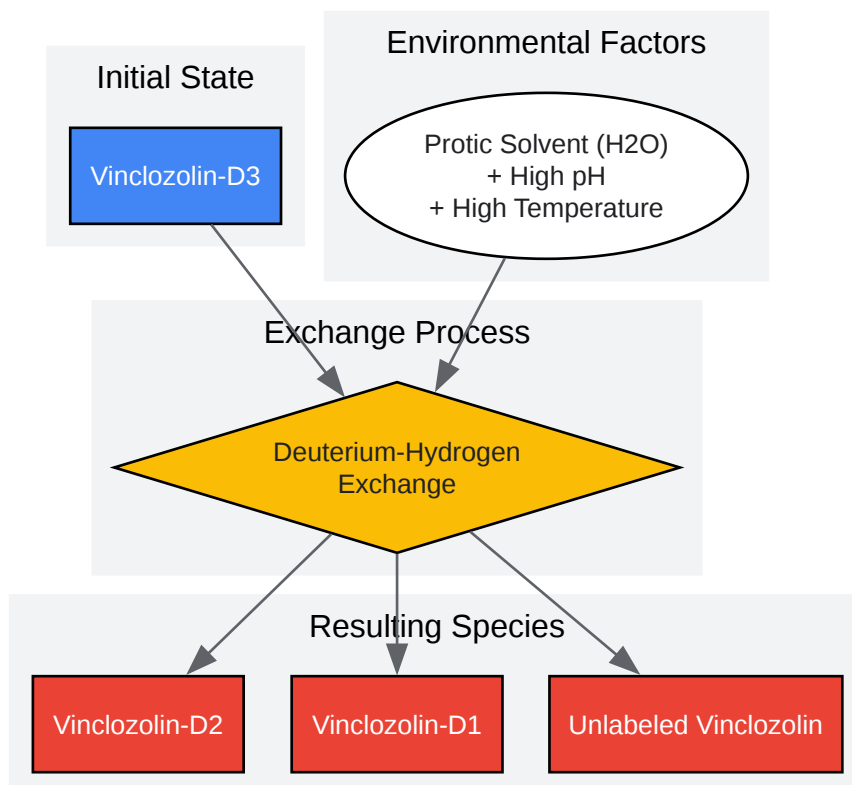 Initial State
Environmental Factors
Vinclozolin-D3
Protic Solvent (H2O)
+ High pH
+ High Temperature
Exchange Process
Deuterium-Hydrogen
Exchange
Resulting Species
Vinclozolin-D2
Vinclozolin-D1
Unlabeled Vinclozolin